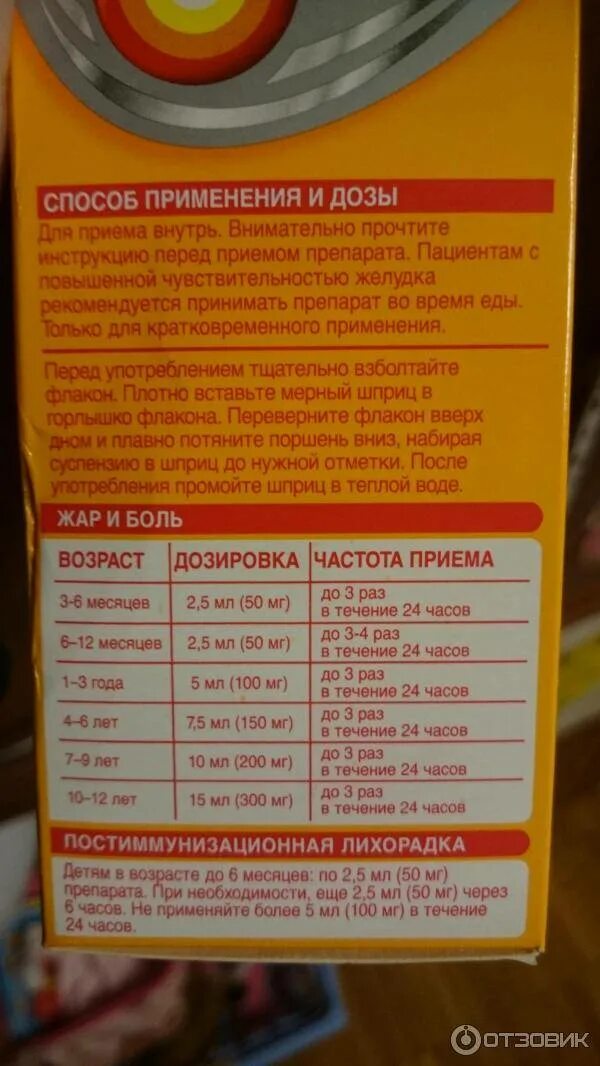 СПОСОБ ПРИМЕНЕНИЯ И ДОЗЫ
Для приема внутрь. Внимательно прочтите
инструкцию перед приемом препарата. Пациентам с
повышенной чувствительностью желудка
рекомендуется принимать препарат во время еды.
Только для кратковременного применения.
Перед употреблением тщательно взболтайте
флакон. Плотно вставьте мерный шприц в
горлышко флакона. Переверните флакон вверх
дном и плавно потяните поршень вниз, набирая
суспензию в шприц до нужной отметки. После
употребления промойте шприц в теплой воде.
ЖАР И БОЛЬ
ВОЗРАСТ ДОЗИРОВКА ЧАСТОТА ПРИЕМА
3-6 месяцев 2,5 мл (50 мг) до 3 раз
в течение 24 часов
6–12 месяцев 2,5 мл (50 мг) до 3-4 раз
в течение 24 часов
1–3 года 5 мл (100 мг) до 3 раз
в течение 24 часов
4–6 лет 7,5 мл (150 мг) до 3 раз
в течение 24 часов
7–9 лет 10 мл (200 мг) до 3 раз
в течение 24 часов
10–12 лет 15 мл (300 мг) до 3 раз
в течение 24 часов
ПОСТИММУНИЗАЦИОННАЯ ЛИХОРАДКА
Детям в возрасте до 6 месяцев: по 2,5 мл (50 мг)
препарата. При необходимости, еще 2,5 мл (50 мг) через
6 часов. Не применяйте более 5 мл (100 мг) в течение
24 часов.
ОТЗОВИК